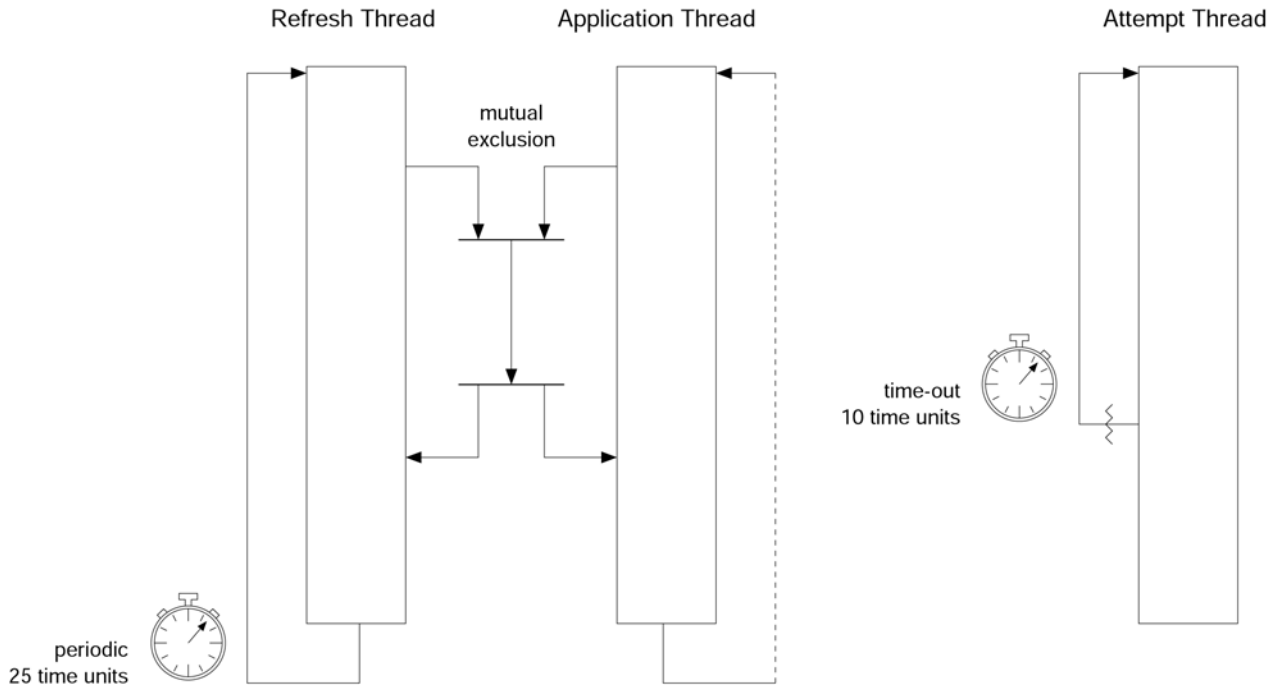 Refresh Thread
Application Thread
Attempt Thread
mutual
exclusion
time-out
10 time units
periodic
25 time units